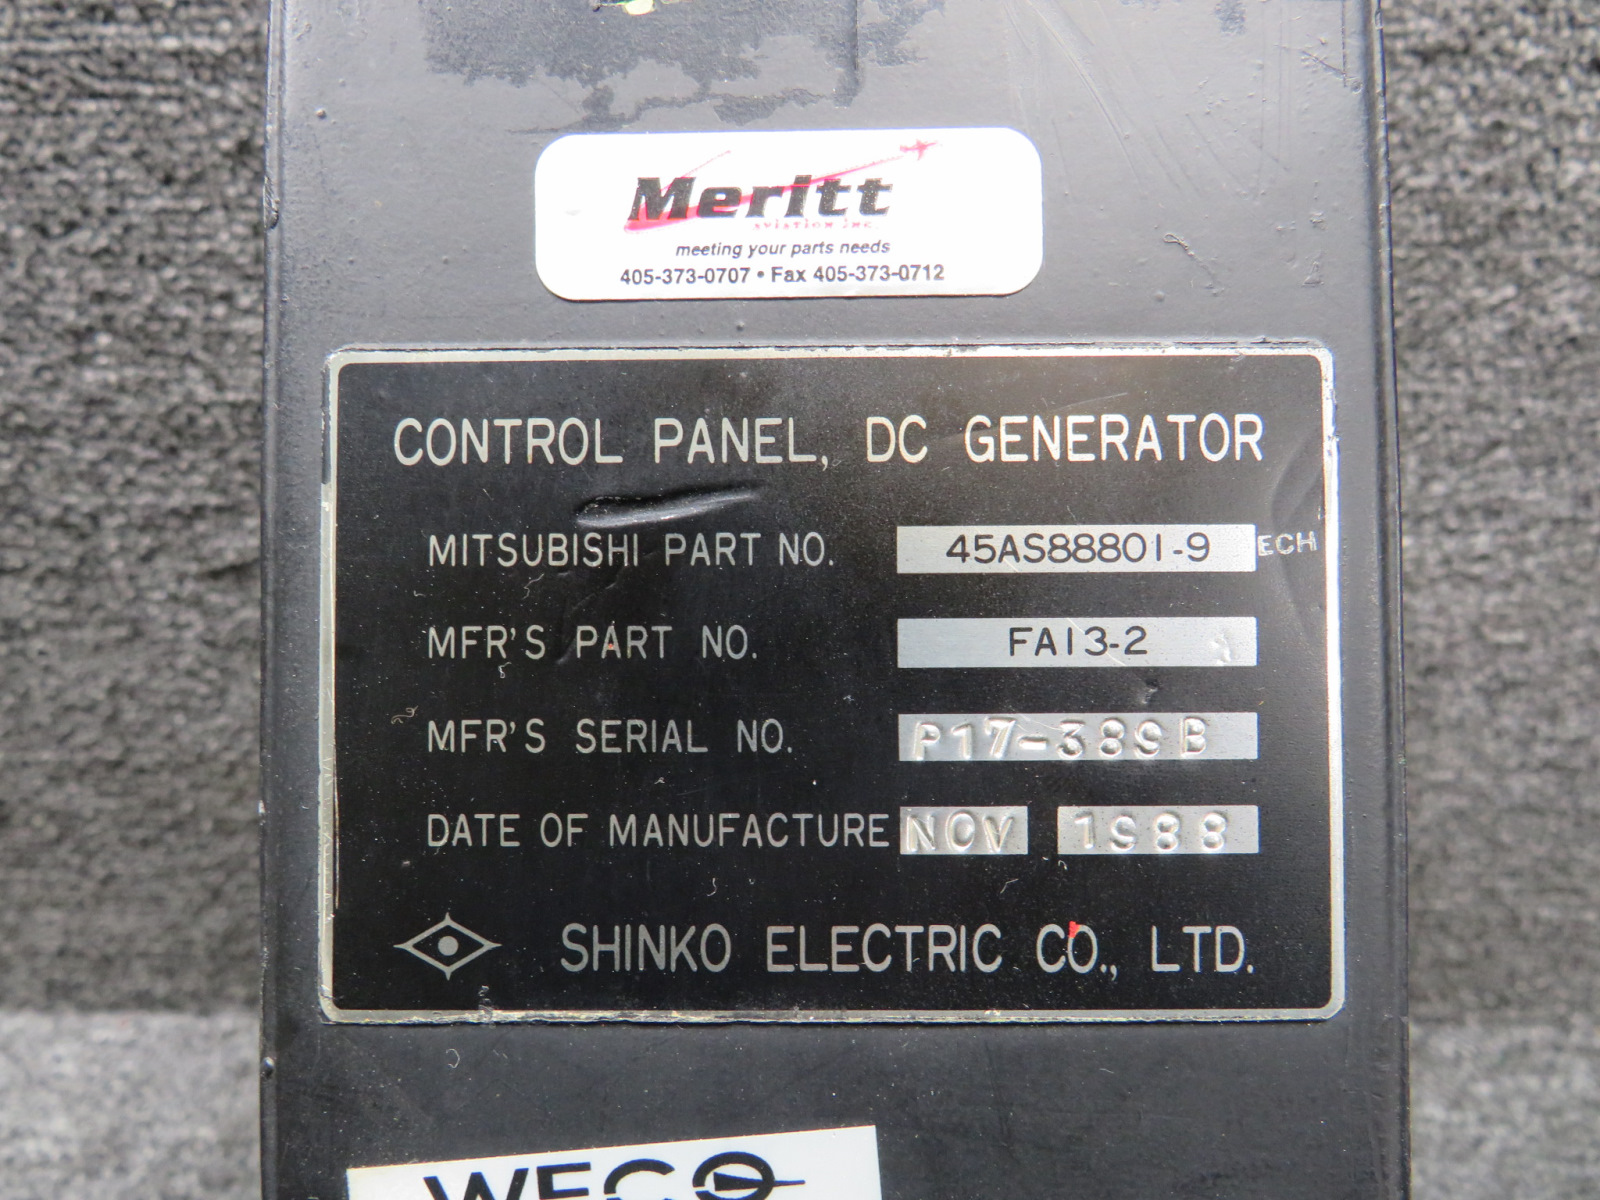 Meritt
aviation inc.
meeting your parts needs
405-373-0707 • Fax 405-373-0712
CONTROL PANEL, DC GENERATOR
MITSUBISHI PART NO. 45AS88801-9 ECH
MFR'S PART NO. FA13-2
MFR'S SERIAL NO. P17-389B
DATE OF MANUFACTURE NOV 1988
SHINKO ELECTRIC CO., LTD.
WECO